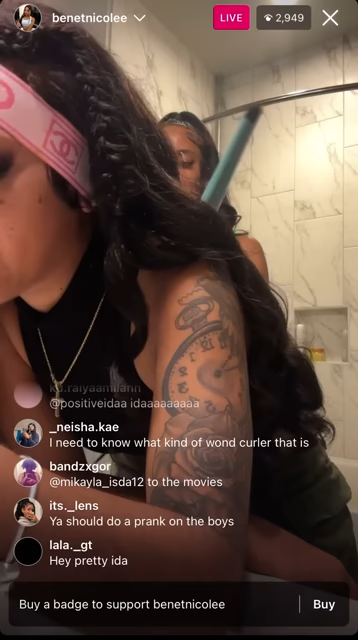 benetnicolee
LIVE
2,949
kd.raiyaamilann
@positiveidaa idaaaaaaaaa
_neisha.kae
I need to know what kind of wond curler that is
bandzxgor
@mikayla_isda12 to the movies
its._lens
Ya should do a prank on the boys
lala._gt
Hey pretty ida
Buy a badge to support benetnicolee
Buy